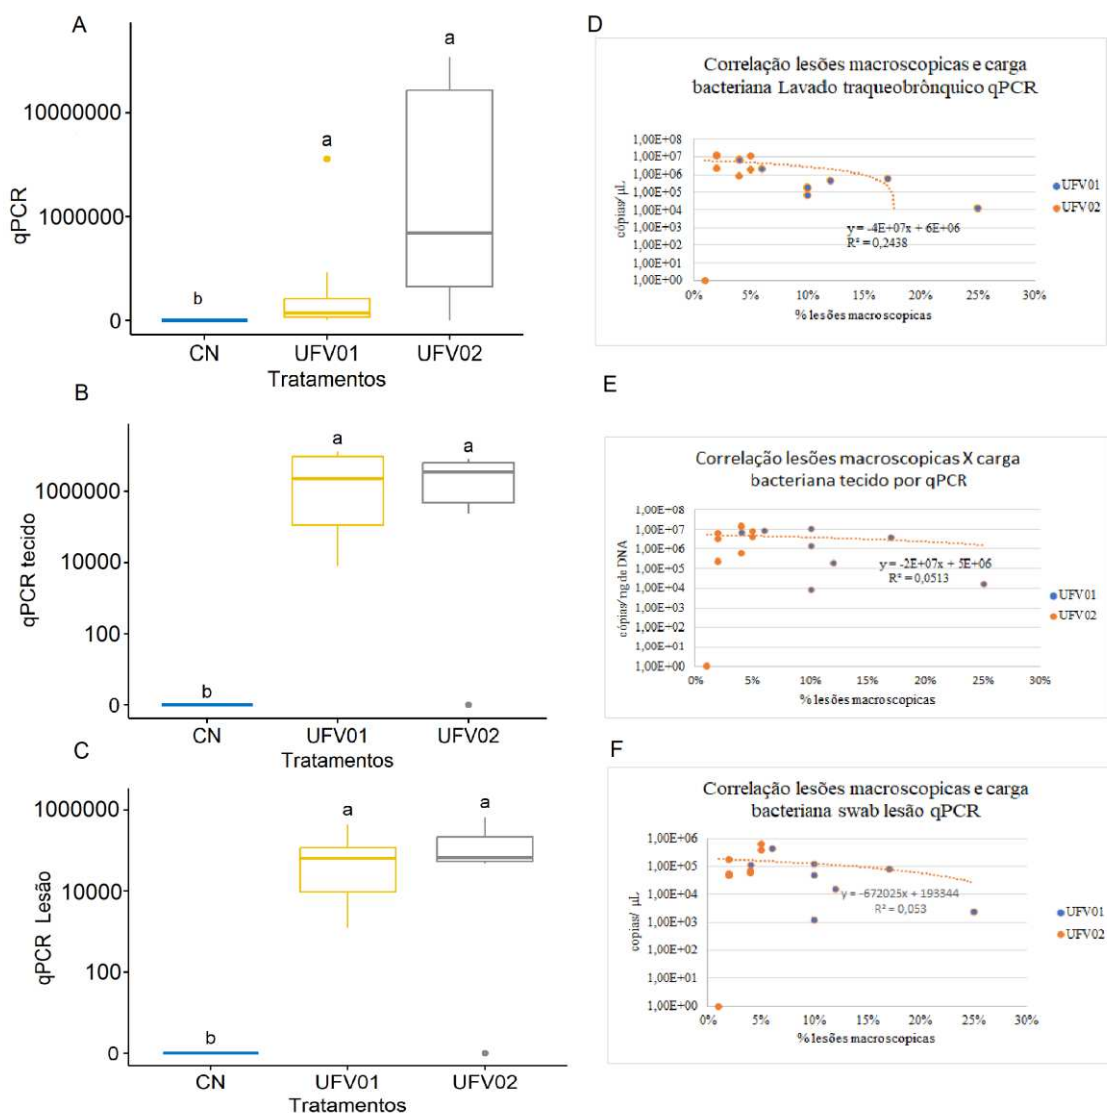 A
qPCR
10000000
1000000
0
b
a
a
CN
UFV01
UFV02
Tratamentos
B
qPCR tecido
1000000
10000
100
0
b
a
a
CN
UFV01
UFV02
Tratamentos
C
qPCR Lesão
1000000
10000
100
0
b
a
a
CN
UFV01
UFV02
Tratamentos
D
Correlação lesões macroscopicas e carga
bacteriana Lavado traqueobrônquico qPCR
cópias/ µL
1,00E+08
1,00E+07
1,00E+06
1,00E+05
1,00E+04
1,00E+03
1,00E+02
1,00E+01
1,00E+00
y = -4E+07x + 6E+06
R² = 0,2438
UFV01
UFV02
0% 5% 10% 15% 20% 25% 30%
% lesões macroscopicas
E
Correlação lesões macroscopicas X carga
bacteriana tecido por qPCR
cópias/ ng de DNA
1,00E+08
1,00E+07
1,00E+06
1,00E+05
1,00E+04
1,00E+03
1,00E+02
1,00E+01
1,00E+00
y = -2E+07x + 5E+06
R² = 0,0513
UFV01
UFV02
0% 5% 10% 15% 20% 25% 30%
% lesões macroscopicas
F
Correlação lesões macroscopicas e carga
bacteriana swab lesão qPCR
copias/ µL
1,00E+06
1,00E+05
1,00E+04
1,00E+03
1,00E+02
1,00E+01
1,00E+00
y = -672025x + 193344
R² = 0,053
UFV01
UFV02
0% 5% 10% 15% 20% 25% 30%
% lesões macroscopicas